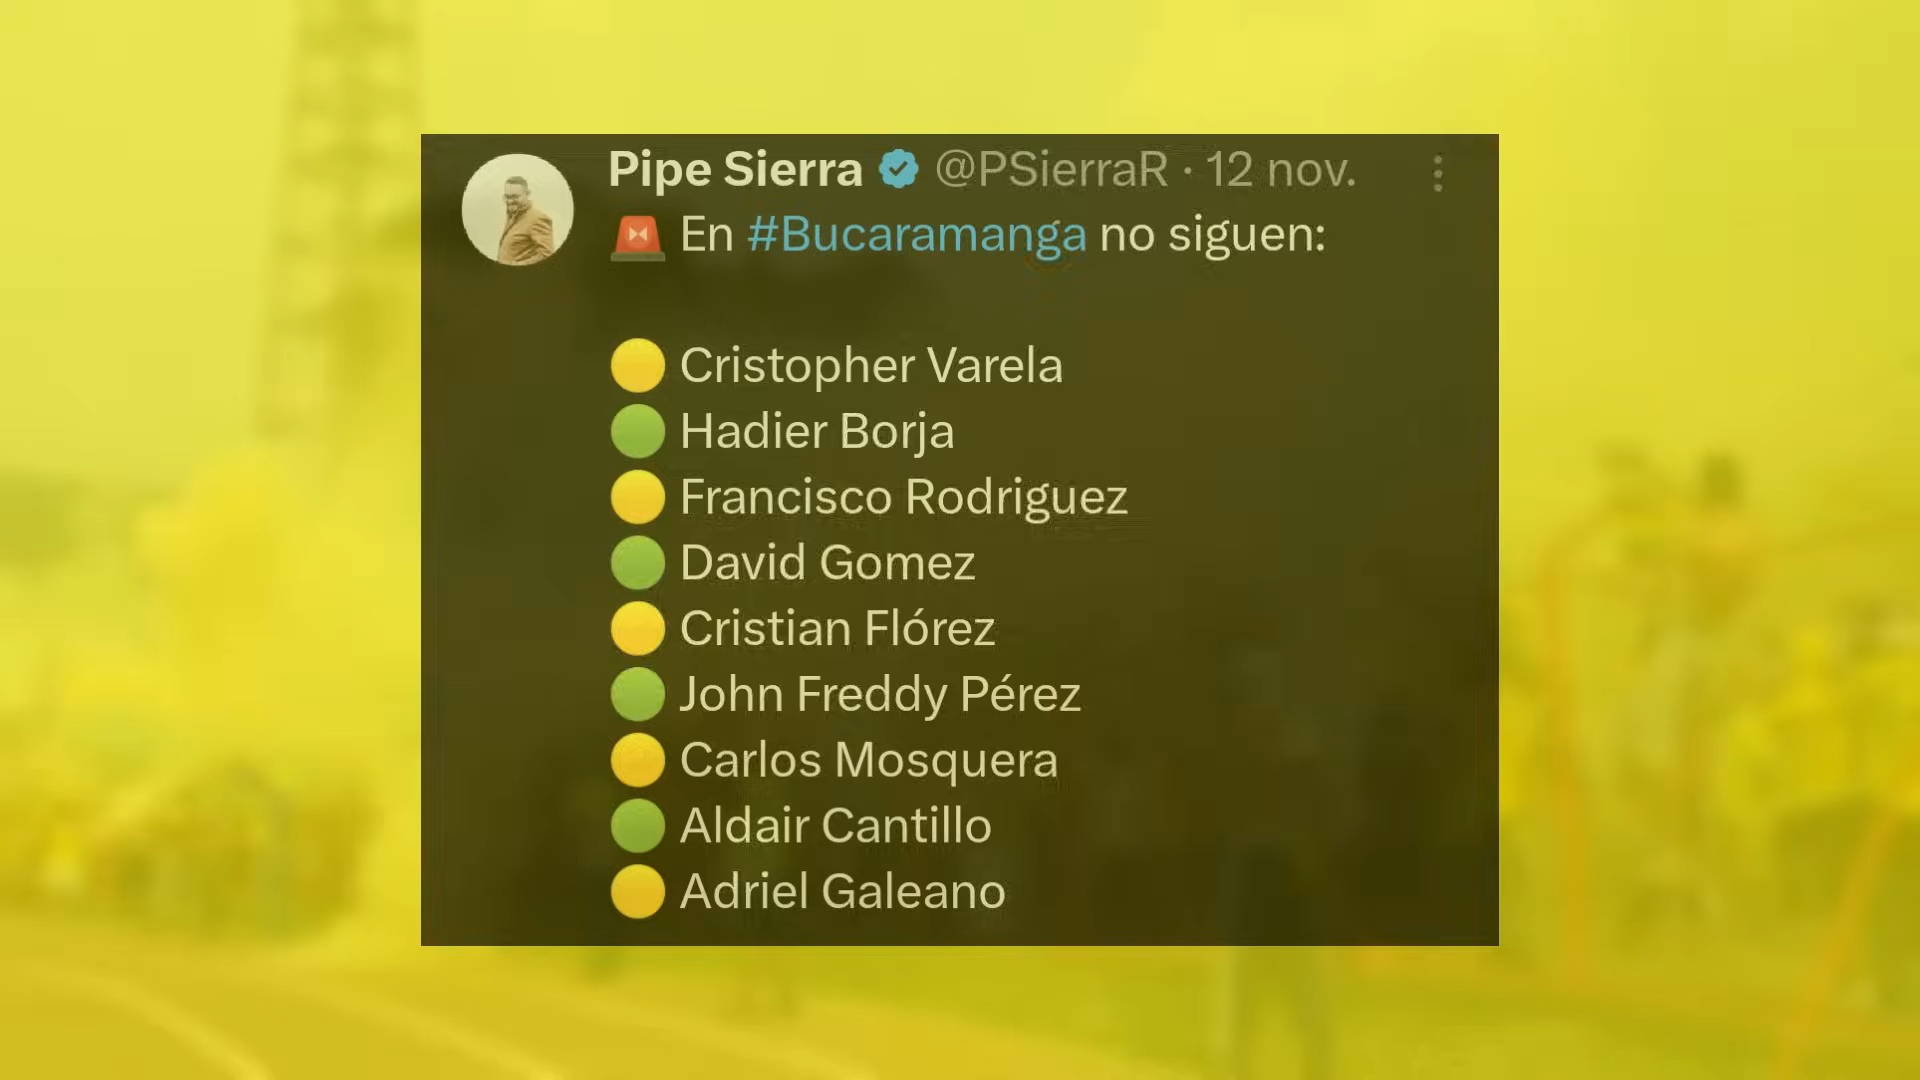 Pipe Sierra @PSierraR · 12 nov.
🚨 En #Bucaramanga no siguen:
🟡 Cristopher Varela
🟢 Hadier Borja
🟡 Francisco Rodriguez
🟢 David Gomez
🟡 Cristian Flórez
🟢 John Freddy Pérez
🟡 Carlos Mosquera
🟢 Aldair Cantillo
🟡 Adriel Galeano